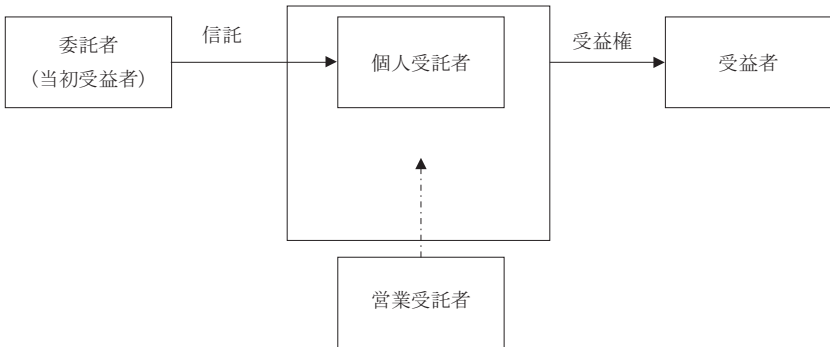 委託者
（当初受益者）
信託
個人受託者
受益権
受益者
営業受託者